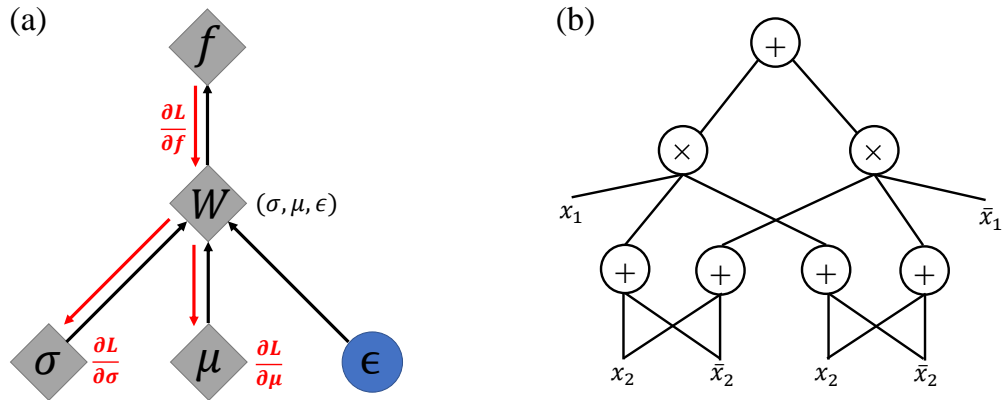 (a)
f
∂L
∂f
W (σ, μ, ϵ)
σ
∂L
∂σ
μ
∂L
∂μ
ϵ
(b)
+
× ×
x₁ x̄₁
+ + + +
x₂ x̄₂ x₂ x̄₂